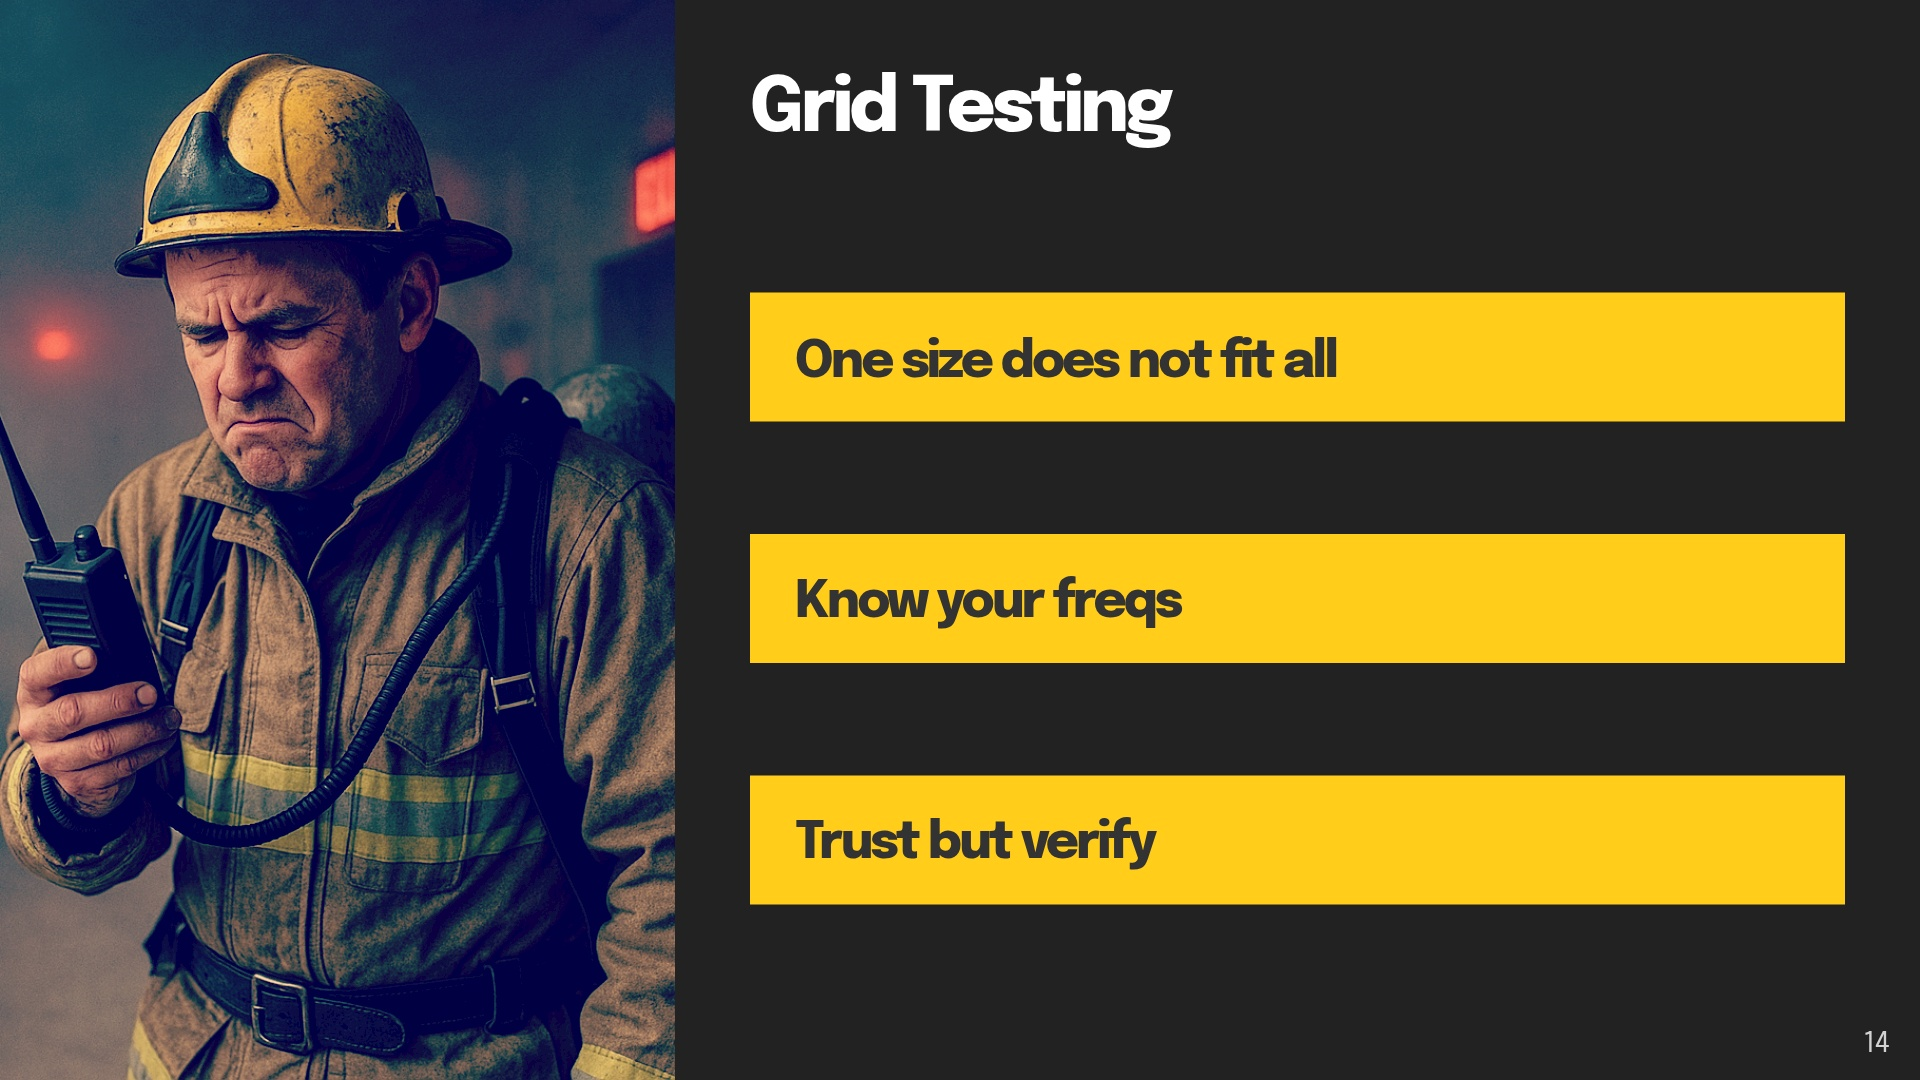 Grid Testing
One size does not fit all
Know your freqs
Trust but verify
14